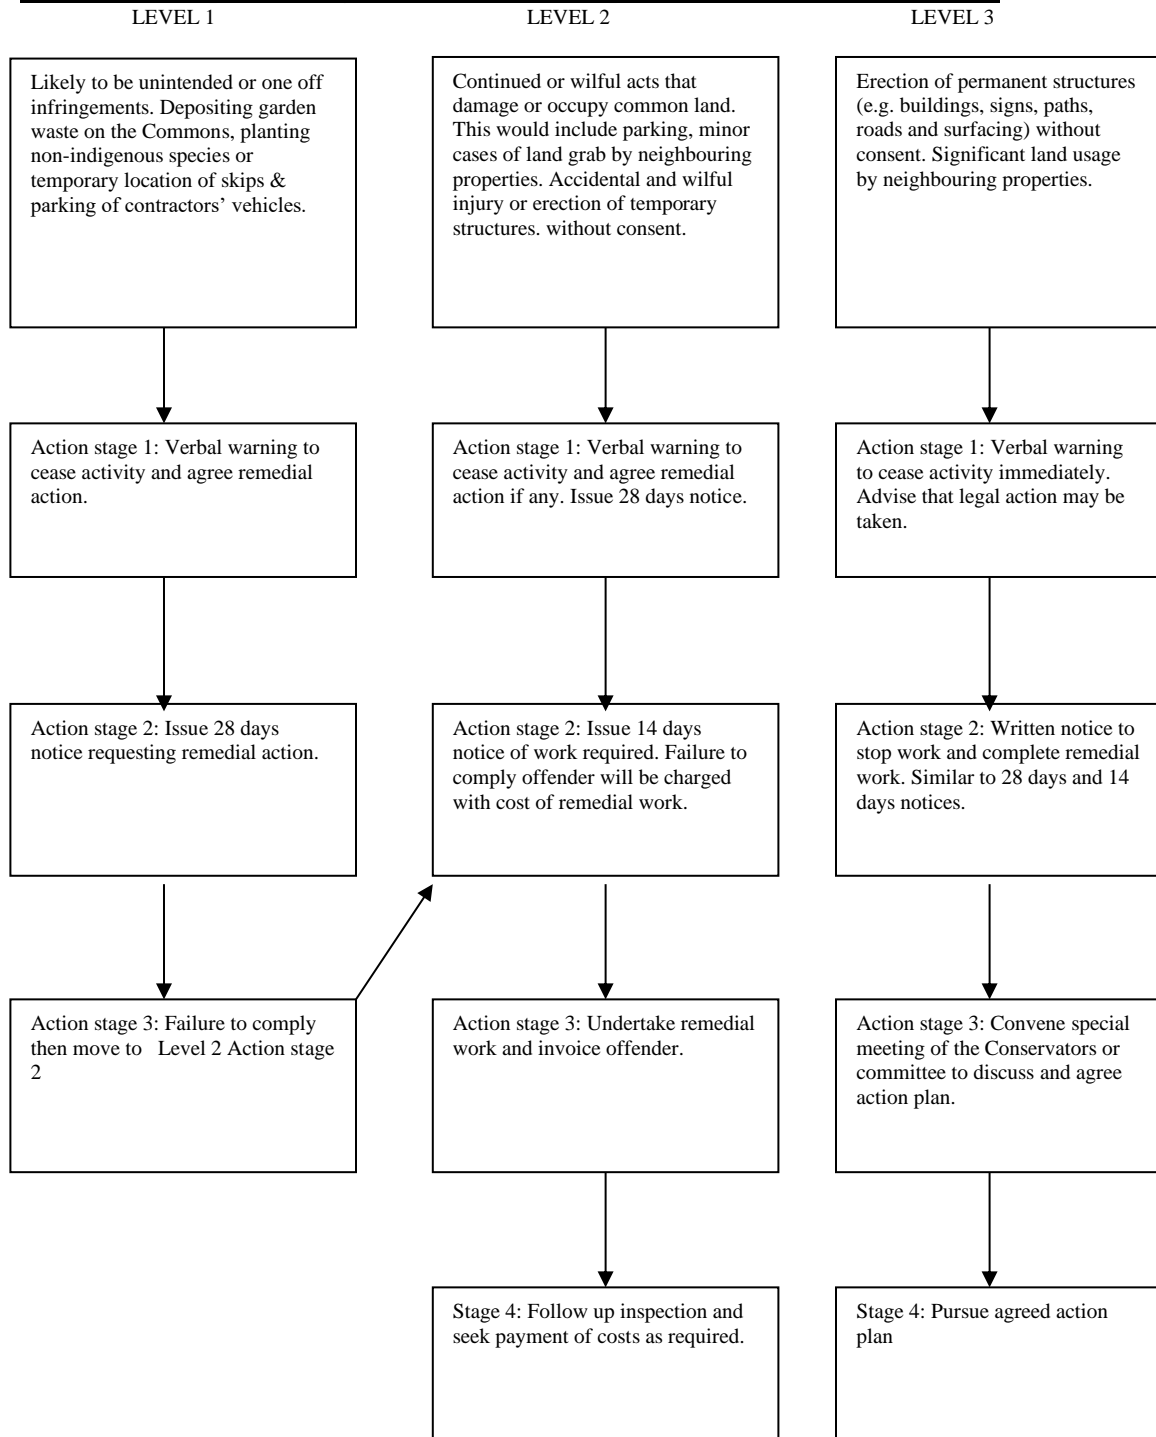 LEVEL 1
LEVEL 2
LEVEL 3
Likely to be unintended or one off
infringements. Depositing garden
waste on the Commons, planting
non-indigenous species or
temporary location of skips &
parking of contractors’ vehicles.
Continued or wilful acts that
damage or occupy common land.
This would include parking, minor
cases of land grab by neighbouring
properties. Accidental and wilful
injury or erection of temporary
structures. without consent.
Erection of permanent structures
(e.g. buildings, signs, paths,
roads and surfacing) without
consent. Significant land usage
by neighbouring properties.
Action stage 1: Verbal warning to
cease activity and agree remedial
action.
Action stage 1: Verbal warning to
cease activity and agree remedial
action if any. Issue 28 days notice.
Action stage 1: Verbal warning
to cease activity immediately.
Advise that legal action may be
taken.
Action stage 2: Issue 28 days
notice requesting remedial action.
Action stage 2: Issue 14 days
notice of work required. Failure to
comply offender will be charged
with cost of remedial work.
Action stage 2: Written notice to
stop work and complete remedial
work. Similar to 28 days and 14
days notices.
Action stage 3: Failure to comply
then move to   Level 2 Action stage
2
Action stage 3: Undertake remedial
work and invoice offender.
Action stage 3: Convene special
meeting of the Conservators or
committee to discuss and agree
action plan.
Stage 4: Follow up inspection and
seek payment of costs as required.
Stage 4: Pursue agreed action
plan